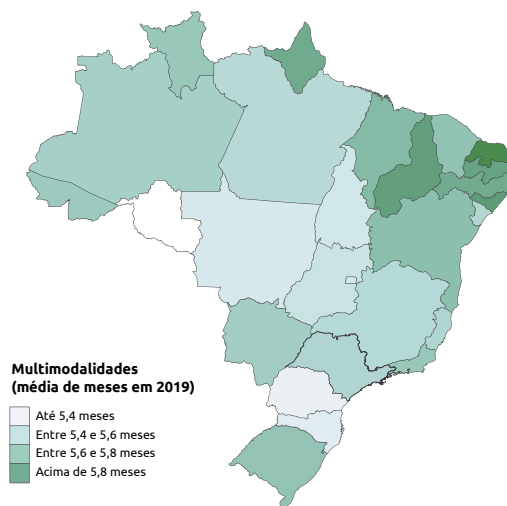 Multimodalidades
(média de meses em 2019)
Até 5,4 meses
Entre 5,4 e 5,6 meses
Entre 5,6 e 5,8 meses
Acima de 5,8 meses